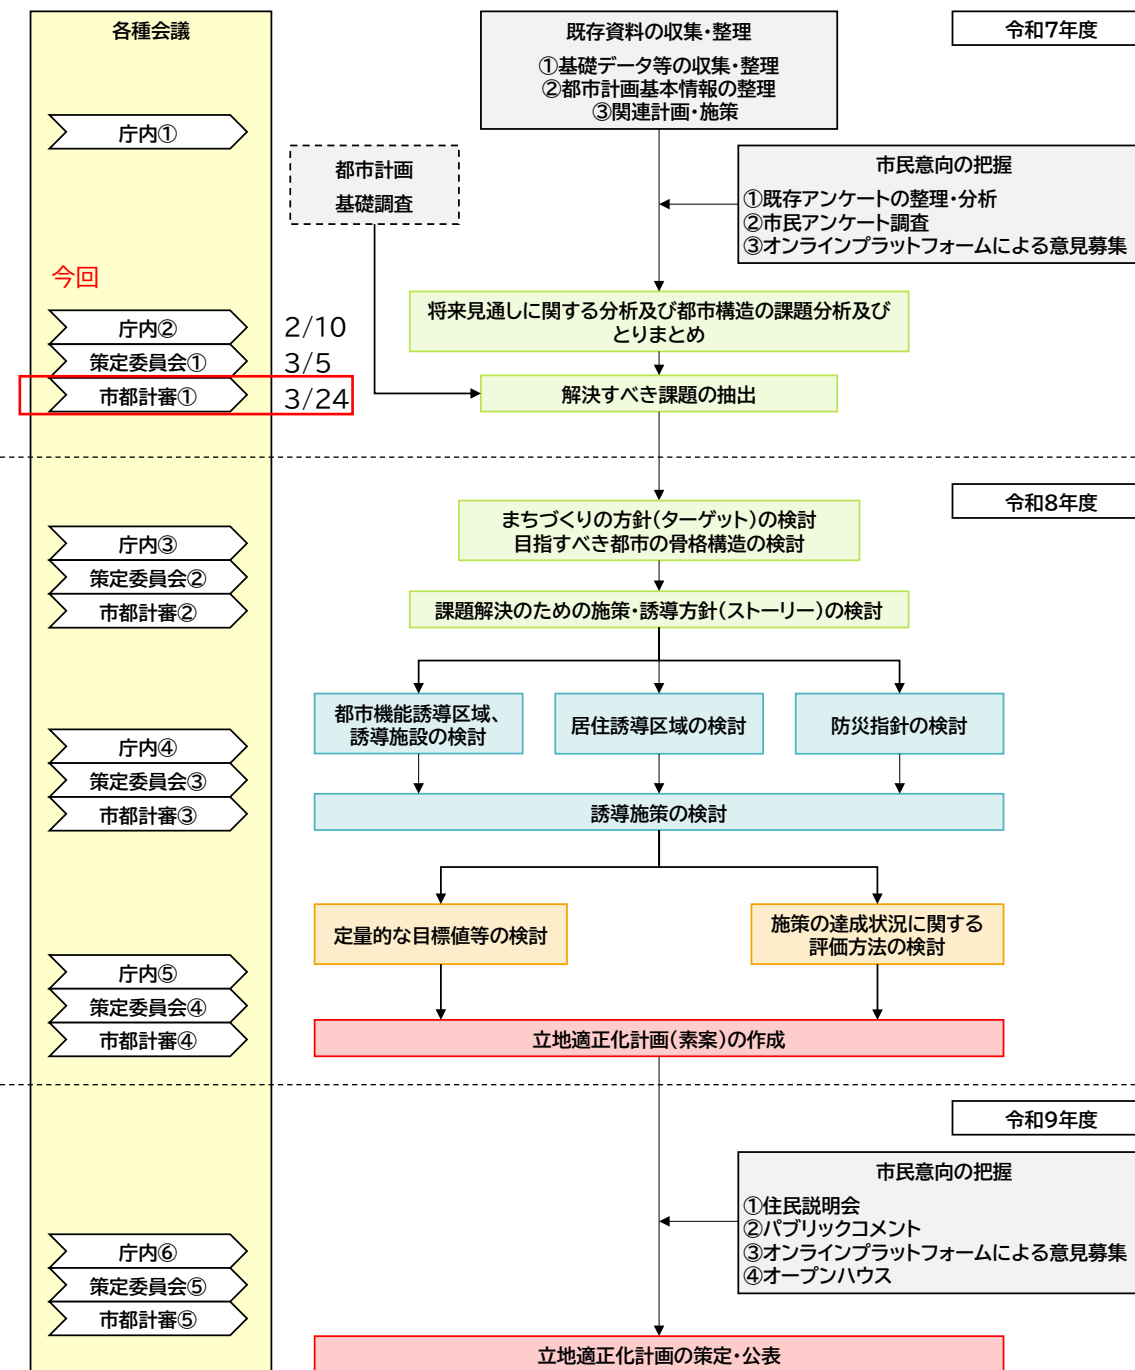 各種会議
庁内①
今回
庁内②
2/10
策定委員会①
3/5
市都計審①
3/24
既存資料の収集・整理
①基礎データ等の収集・整理
②都市計画基本情報の整理
③関連計画・施策
令和7年度
都市計画
基礎調査
市民意向の把握
①既存アンケートの整理・分析
②市民アンケート調査
③オンラインプラットフォームによる意見募集
将来見通しに関する分析及び都市構造の課題分析及び
とりまとめ
解決すべき課題の抽出
令和8年度
庁内③
策定委員会②
市都計審②
まちづくりの方針(ターゲット)の検討
目指すべき都市の骨格構造の検討
課題解決のための施策・誘導方針(ストーリー)の検討
庁内④
策定委員会③
市都計審③
都市機能誘導区域、
誘導施設の検討
居住誘導区域の検討
防災指針の検討
誘導施策の検討
定量的な目標値等の検討
施策の達成状況に関する
評価方法の検討
庁内⑤
策定委員会④
市都計審④
立地適正化計画(素案)の作成
令和9年度
市民意向の把握
①住民説明会
②パブリックコメント
③オンラインプラットフォームによる意見募集
④オープンハウス
庁内⑥
策定委員会⑤
市都計審⑤
立地適正化計画の策定・公表